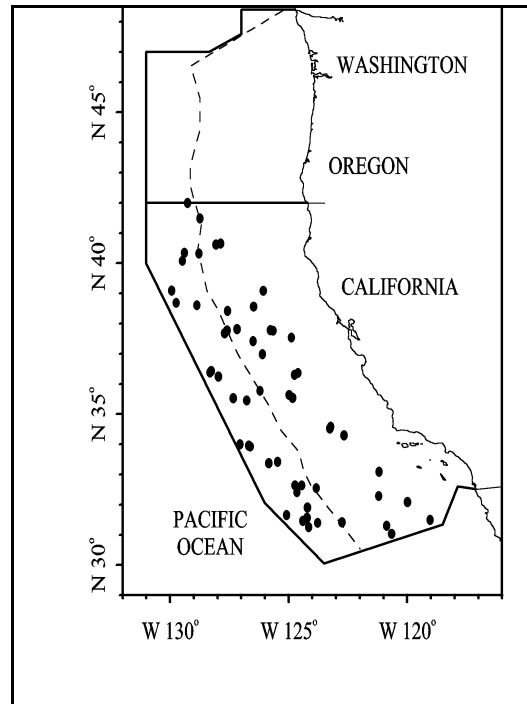 WASHINGTON
N 45°
OREGON
N 40°
CALIFORNIA
N 35°
PACIFIC
OCEAN
N 30°
W 130°
W 125°
W 120°